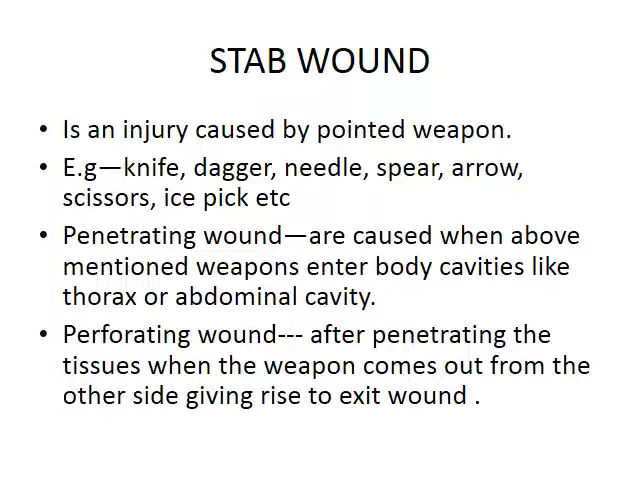 STAB WOUND
• Is an injury caused by pointed weapon.
• E.g—knife, dagger, needle, spear, arrow,
scissors, ice pick etc
• Penetrating wound—are caused when above
mentioned weapons enter body cavities like
thorax or abdominal cavity.
• Perforating wound--- after penetrating the
tissues when the weapon comes out from the
other side giving rise to exit wound .